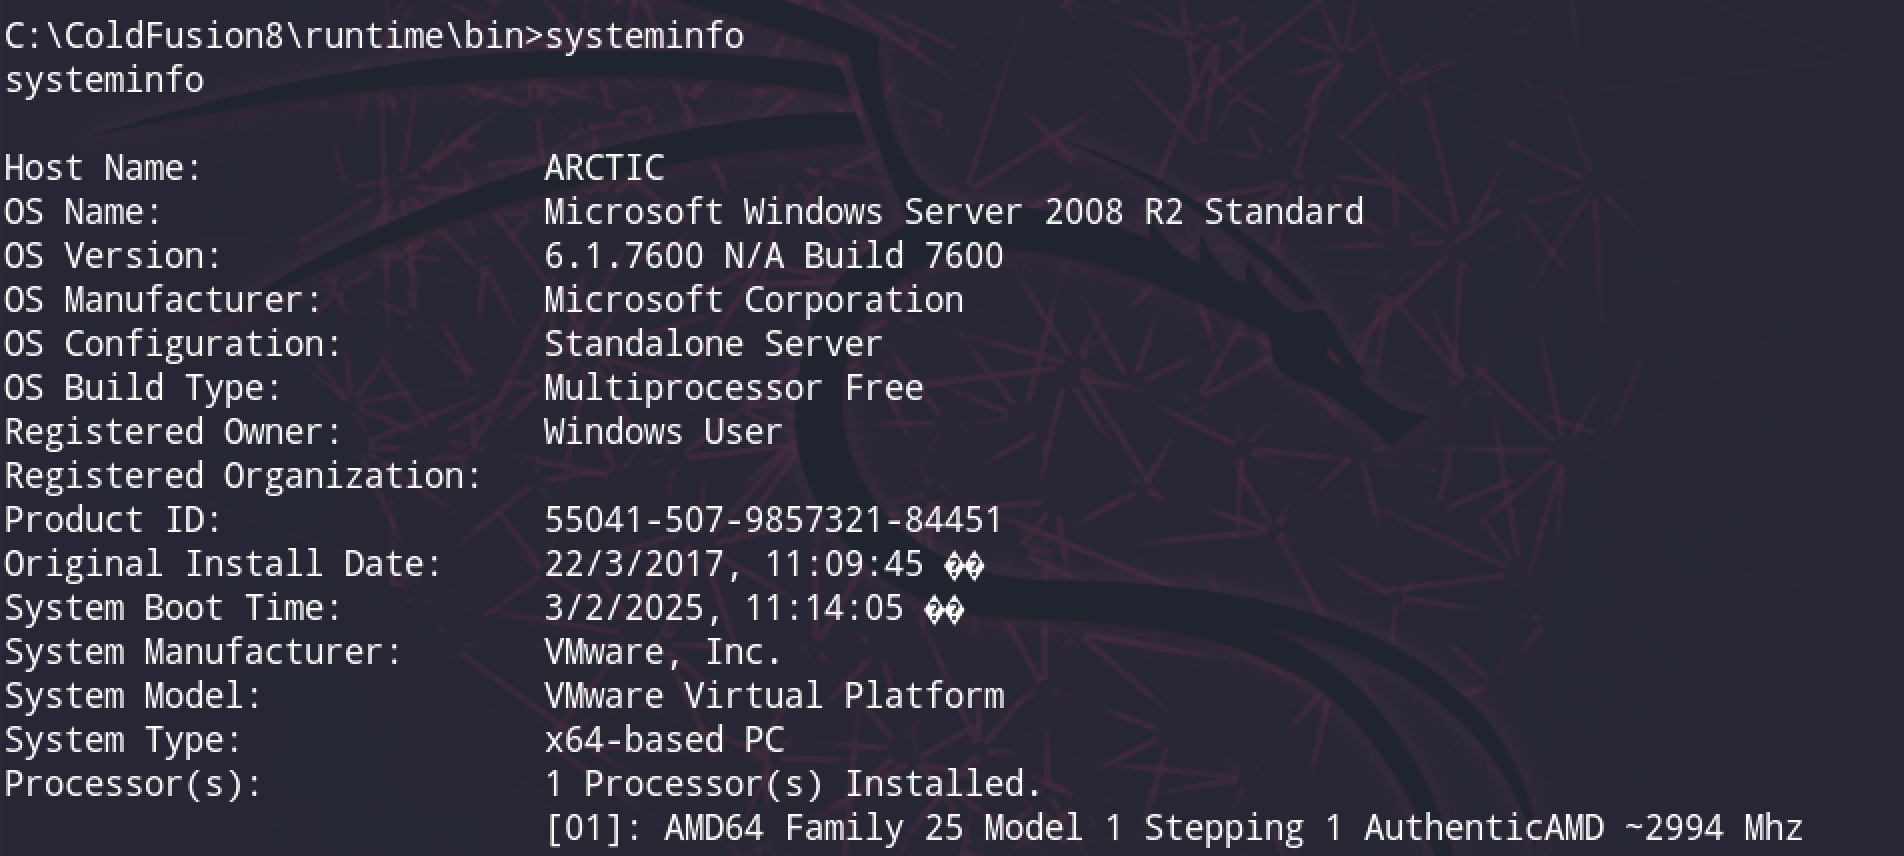 C:\ColdFusion8\runtime\bin>systeminfo
systeminfo
Host Name: ARCTIC
OS Name: Microsoft Windows Server 2008 R2 Standard
OS Version: 6.1.7600 N/A Build 7600
OS Manufacturer: Microsoft Corporation
OS Configuration: Standalone Server
OS Build Type: Multiprocessor Free
Registered Owner: Windows User
Registered Organization:
Product ID: 55041-507-9857321-84451
Original Install Date: 22/3/2017, 11:09:45 ��
System Boot Time: 3/2/2025, 11:14:05 ��
System Manufacturer: VMware, Inc.
System Model: VMware Virtual Platform
System Type: x64-based PC
Processor(s): 1 Processor(s) Installed.
[01]: AMD64 Family 25 Model 1 Stepping 1 AuthenticAMD ~2994 Mhz